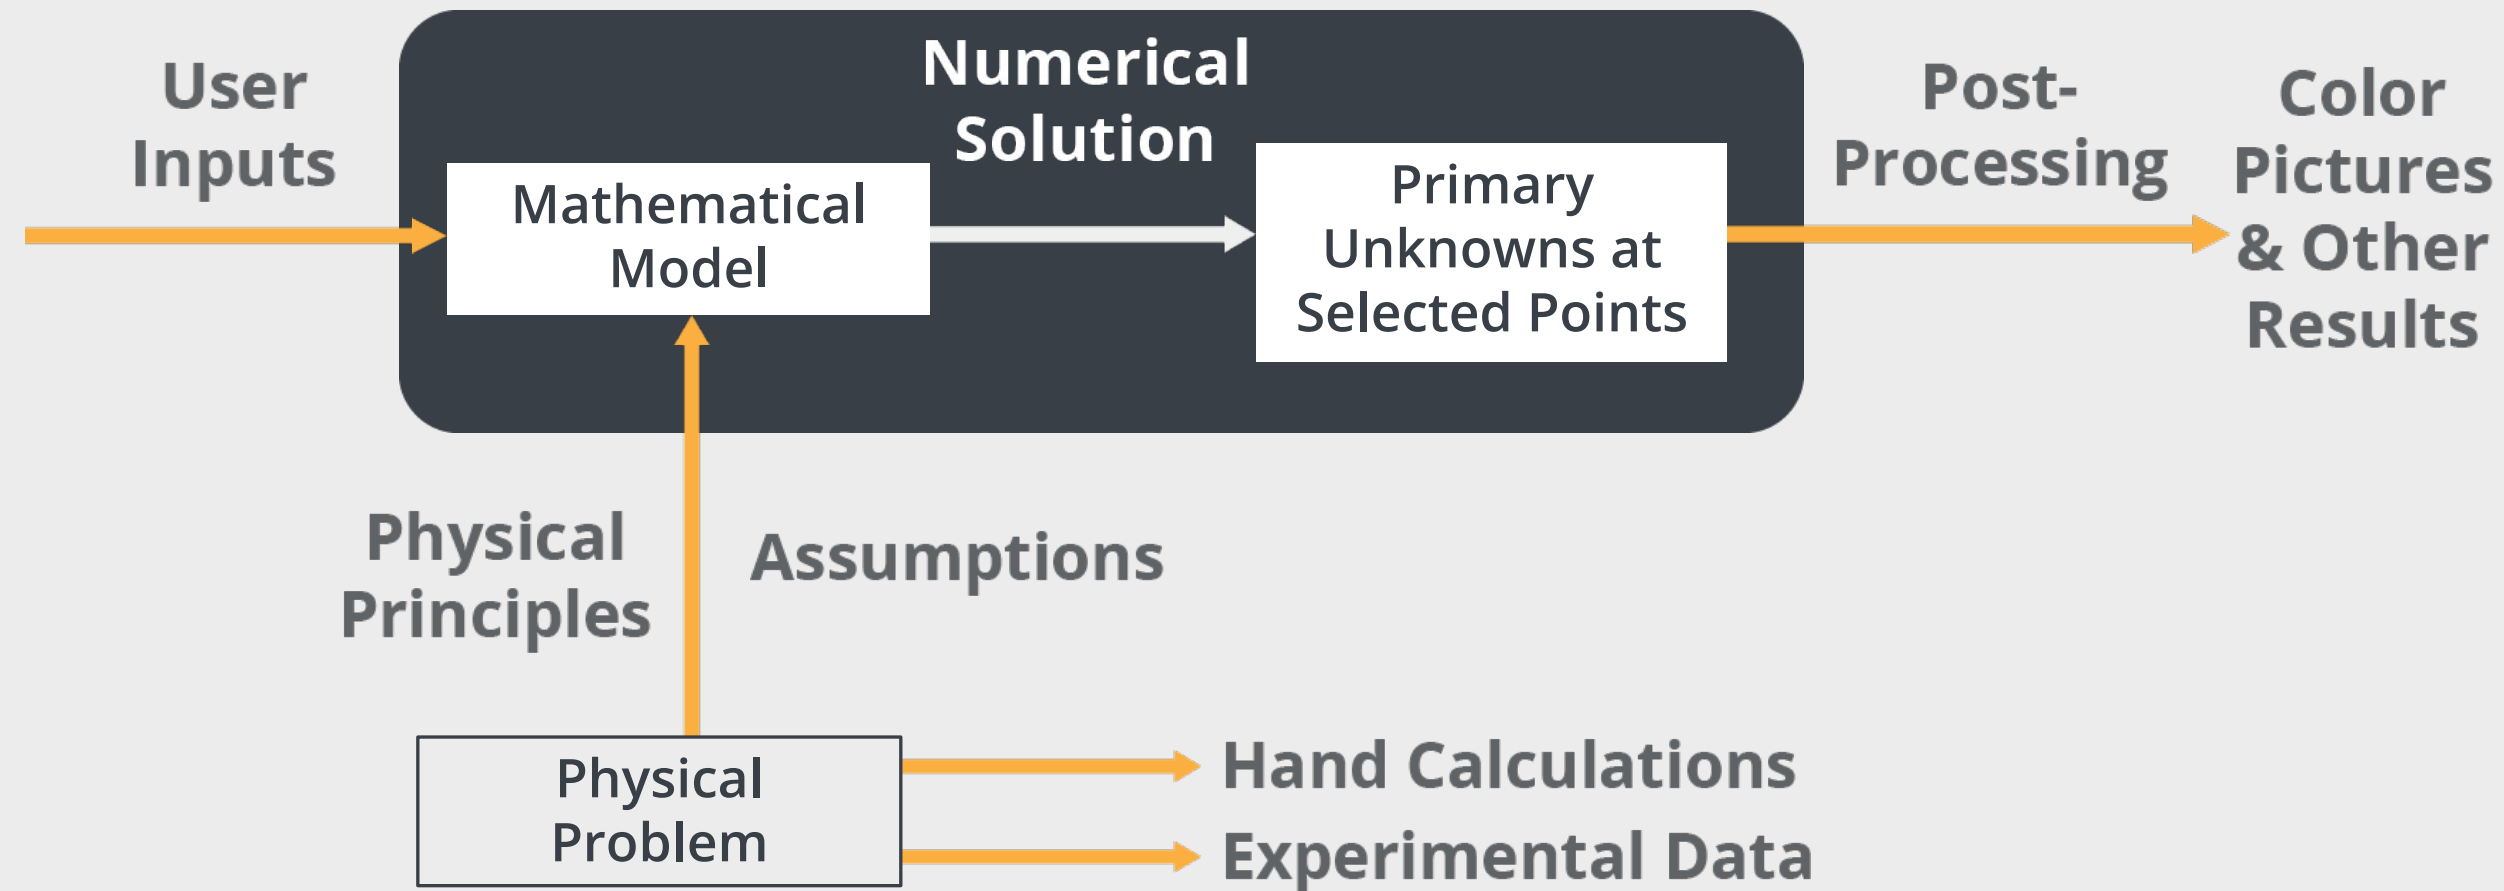 User
Inputs
Numerical
Solution
Mathematical
Model
Primary
Unknowns at
Selected Points
Post-
Processing
Color
Pictures
& Other
Results
Physical
Principles
Assumptions
Physical
Problem
Hand Calculations
Experimental Data